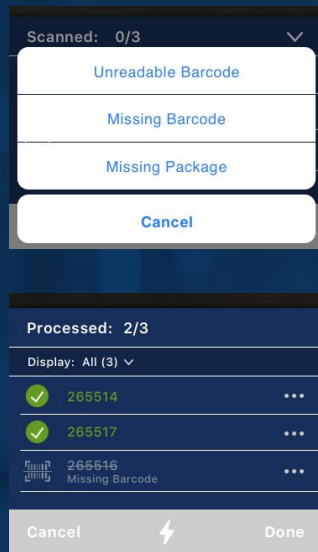 Scanned: 0/3
Unreadable Barcode
Missing Barcode
Missing Package
Cancel
Processed: 2/3
Display: All (3)
265514
265517
265516
Missing Barcode
Cancel
Done